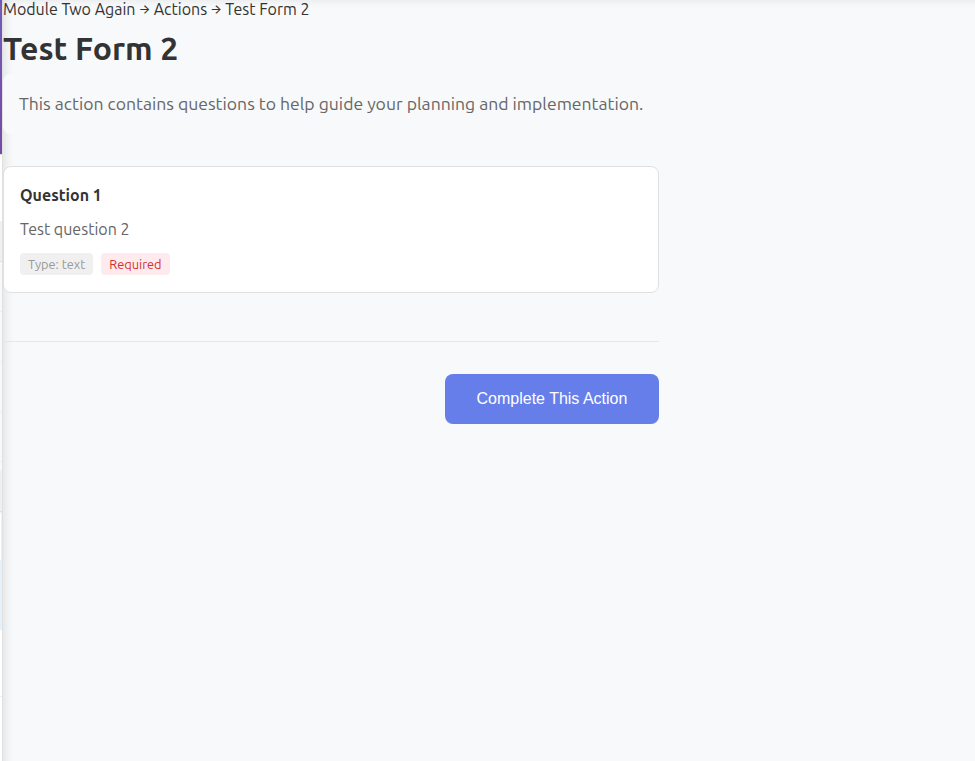 Module Two Again → Actions → Test Form 2
Test Form 2
This action contains questions to help guide your planning and implementation.
Question 1
Test question 2
Type: text Required
Complete This Action